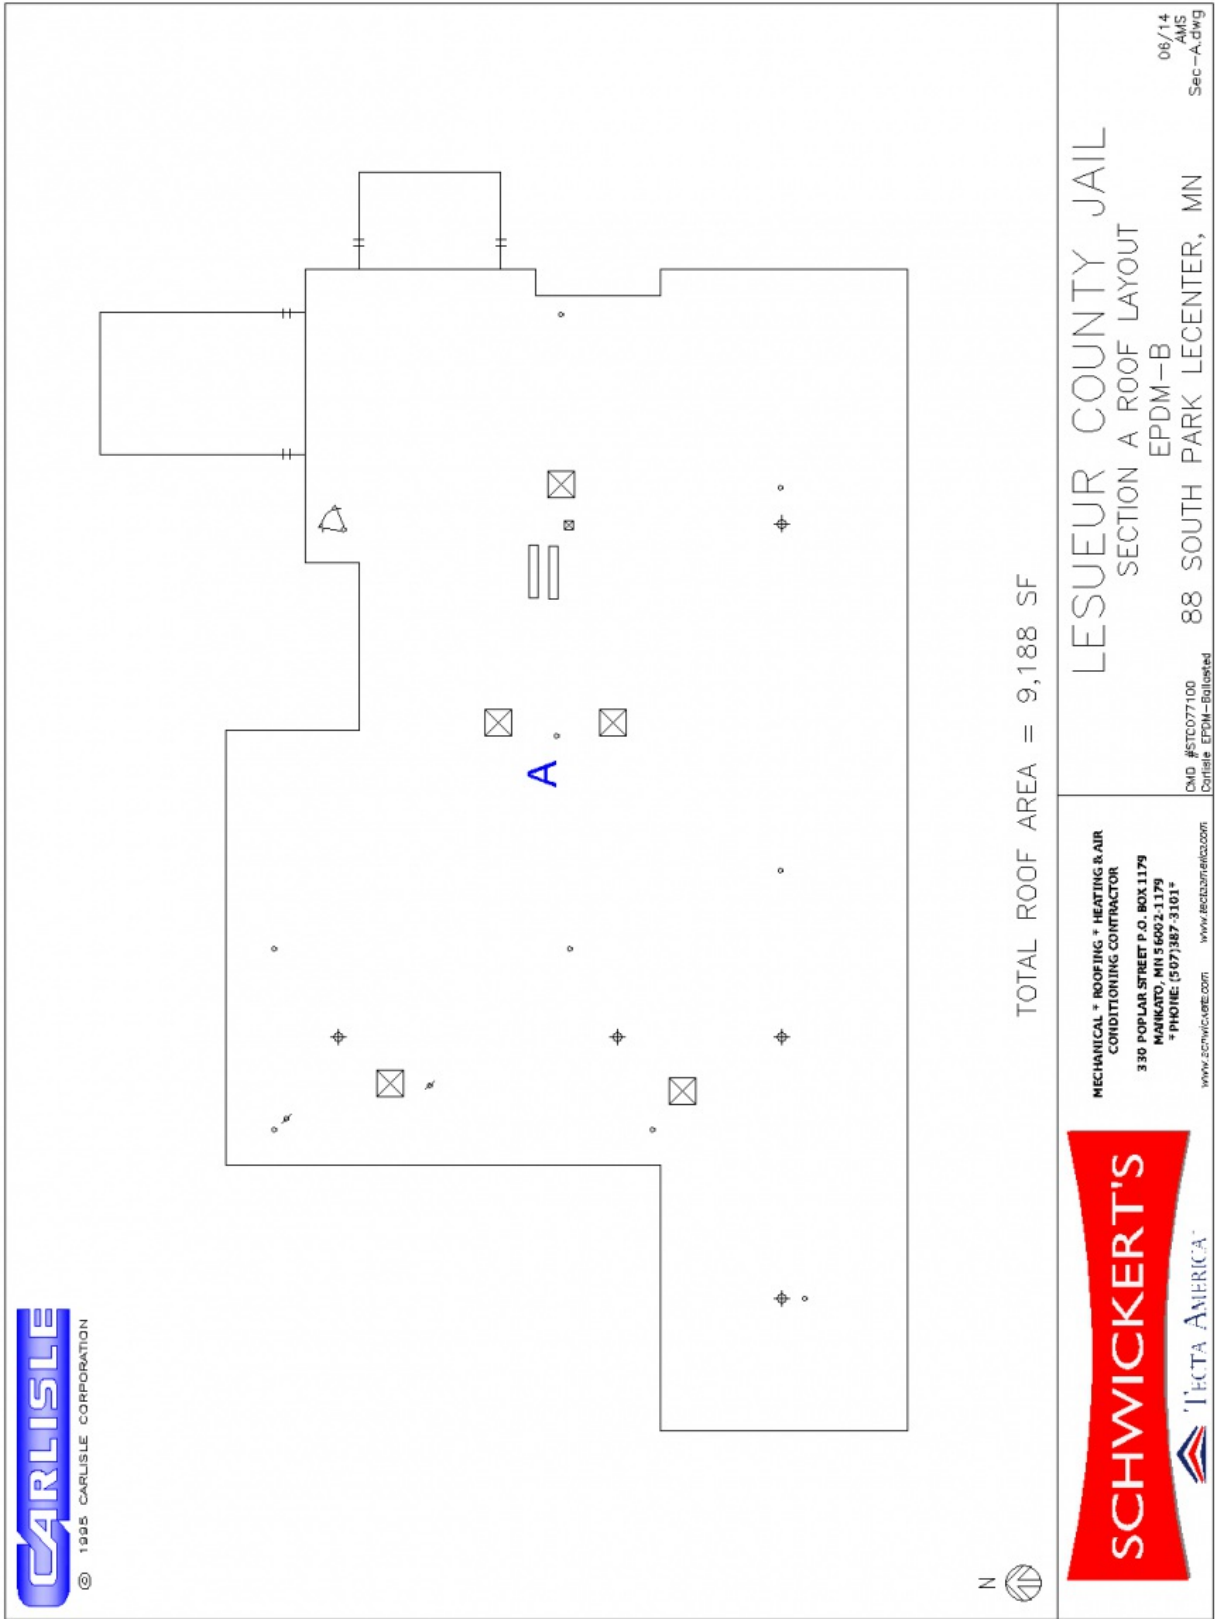 CARLISLE
© 1995 CARLISLE CORPORATION
A
TOTAL ROOF AREA = 9,188 SF
N
SCHWICKERT'S
TECTA AMERICA
MECHANICAL * ROOFING * HEATING & AIR
CONDITIONING CONTRACTOR
330 POPLAR STREET P.O. BOX 1179
MANKATO, MN 56002-1179
*PHONE: (507)387-3101*
www.schwickerts.com www.tectaamerica.com
LESUEUR COUNTY JAIL
SECTION A ROOF LAYOUT
EPDM-B
88 SOUTH PARK LECENTER, MN
CMD #STC077100
Carlisle EPDM-Ballasted
06/14
AMS
Sec-A.dwg